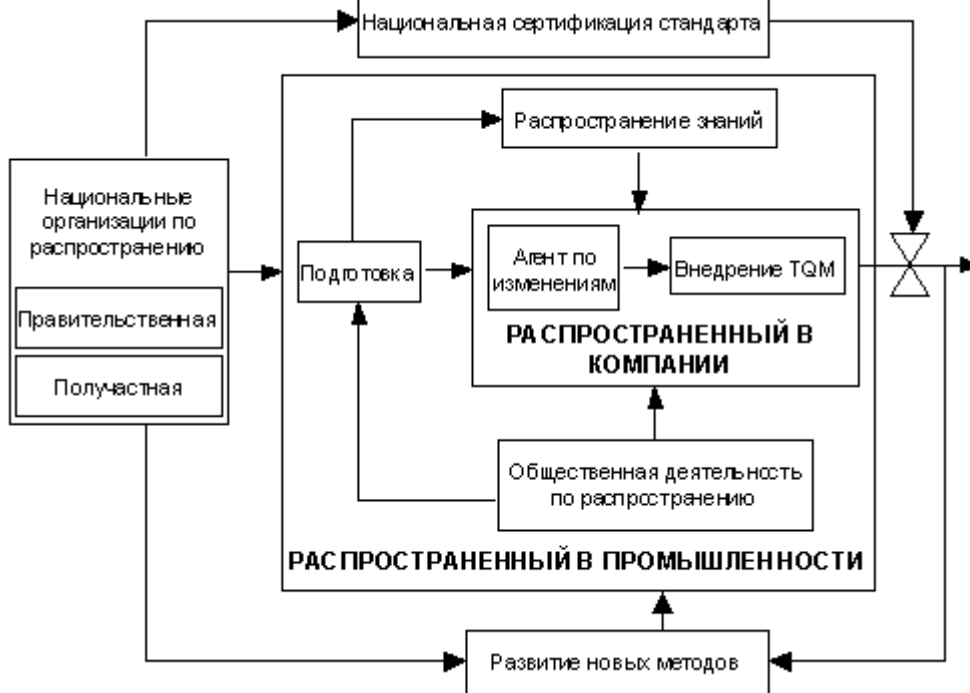 Национальная сертификация стандарта
Распространение знаний
Национальные
организации по
распространению
Правительственная
Получастная
Подготовка
Агент по
изменениям
Внедрение TQM
РАСПРОСТРАНЕННЫЙ В
КОМПАНИИ
Общественная деятельность
по распространению
РАСПРОСТРАНЕННЫЙ В ПРОМЫШЛЕННОСТИ
Развитие новых методов